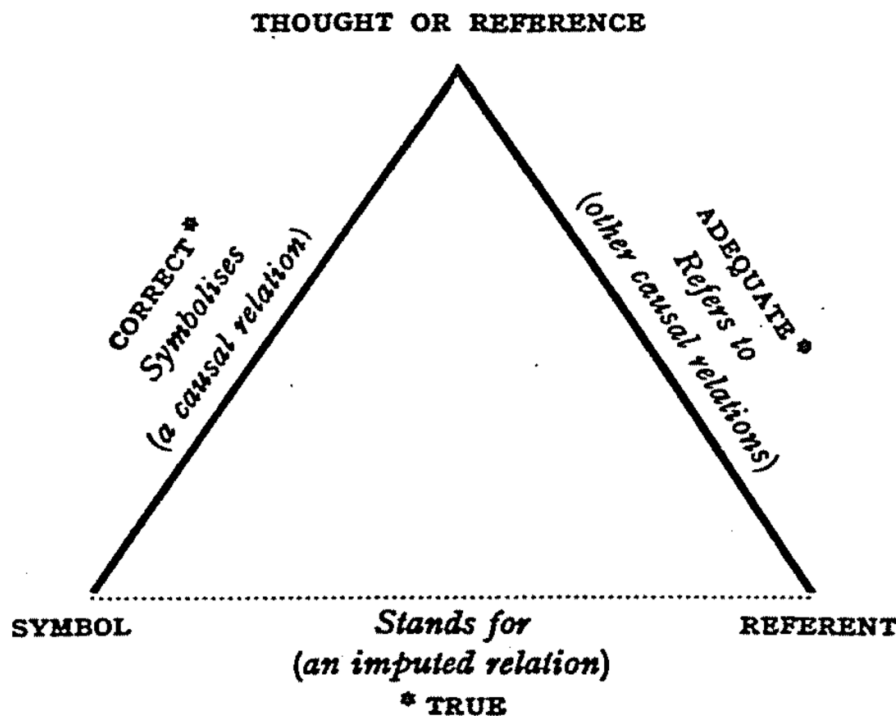 THOUGHT OR REFERENCE
CORRECT*
Symbolises
(a causal relation)
ADEQUATE*
Refers to
(other causal relations)
SYMBOL
Stands for
(an imputed relation)
* TRUE
REFERENT